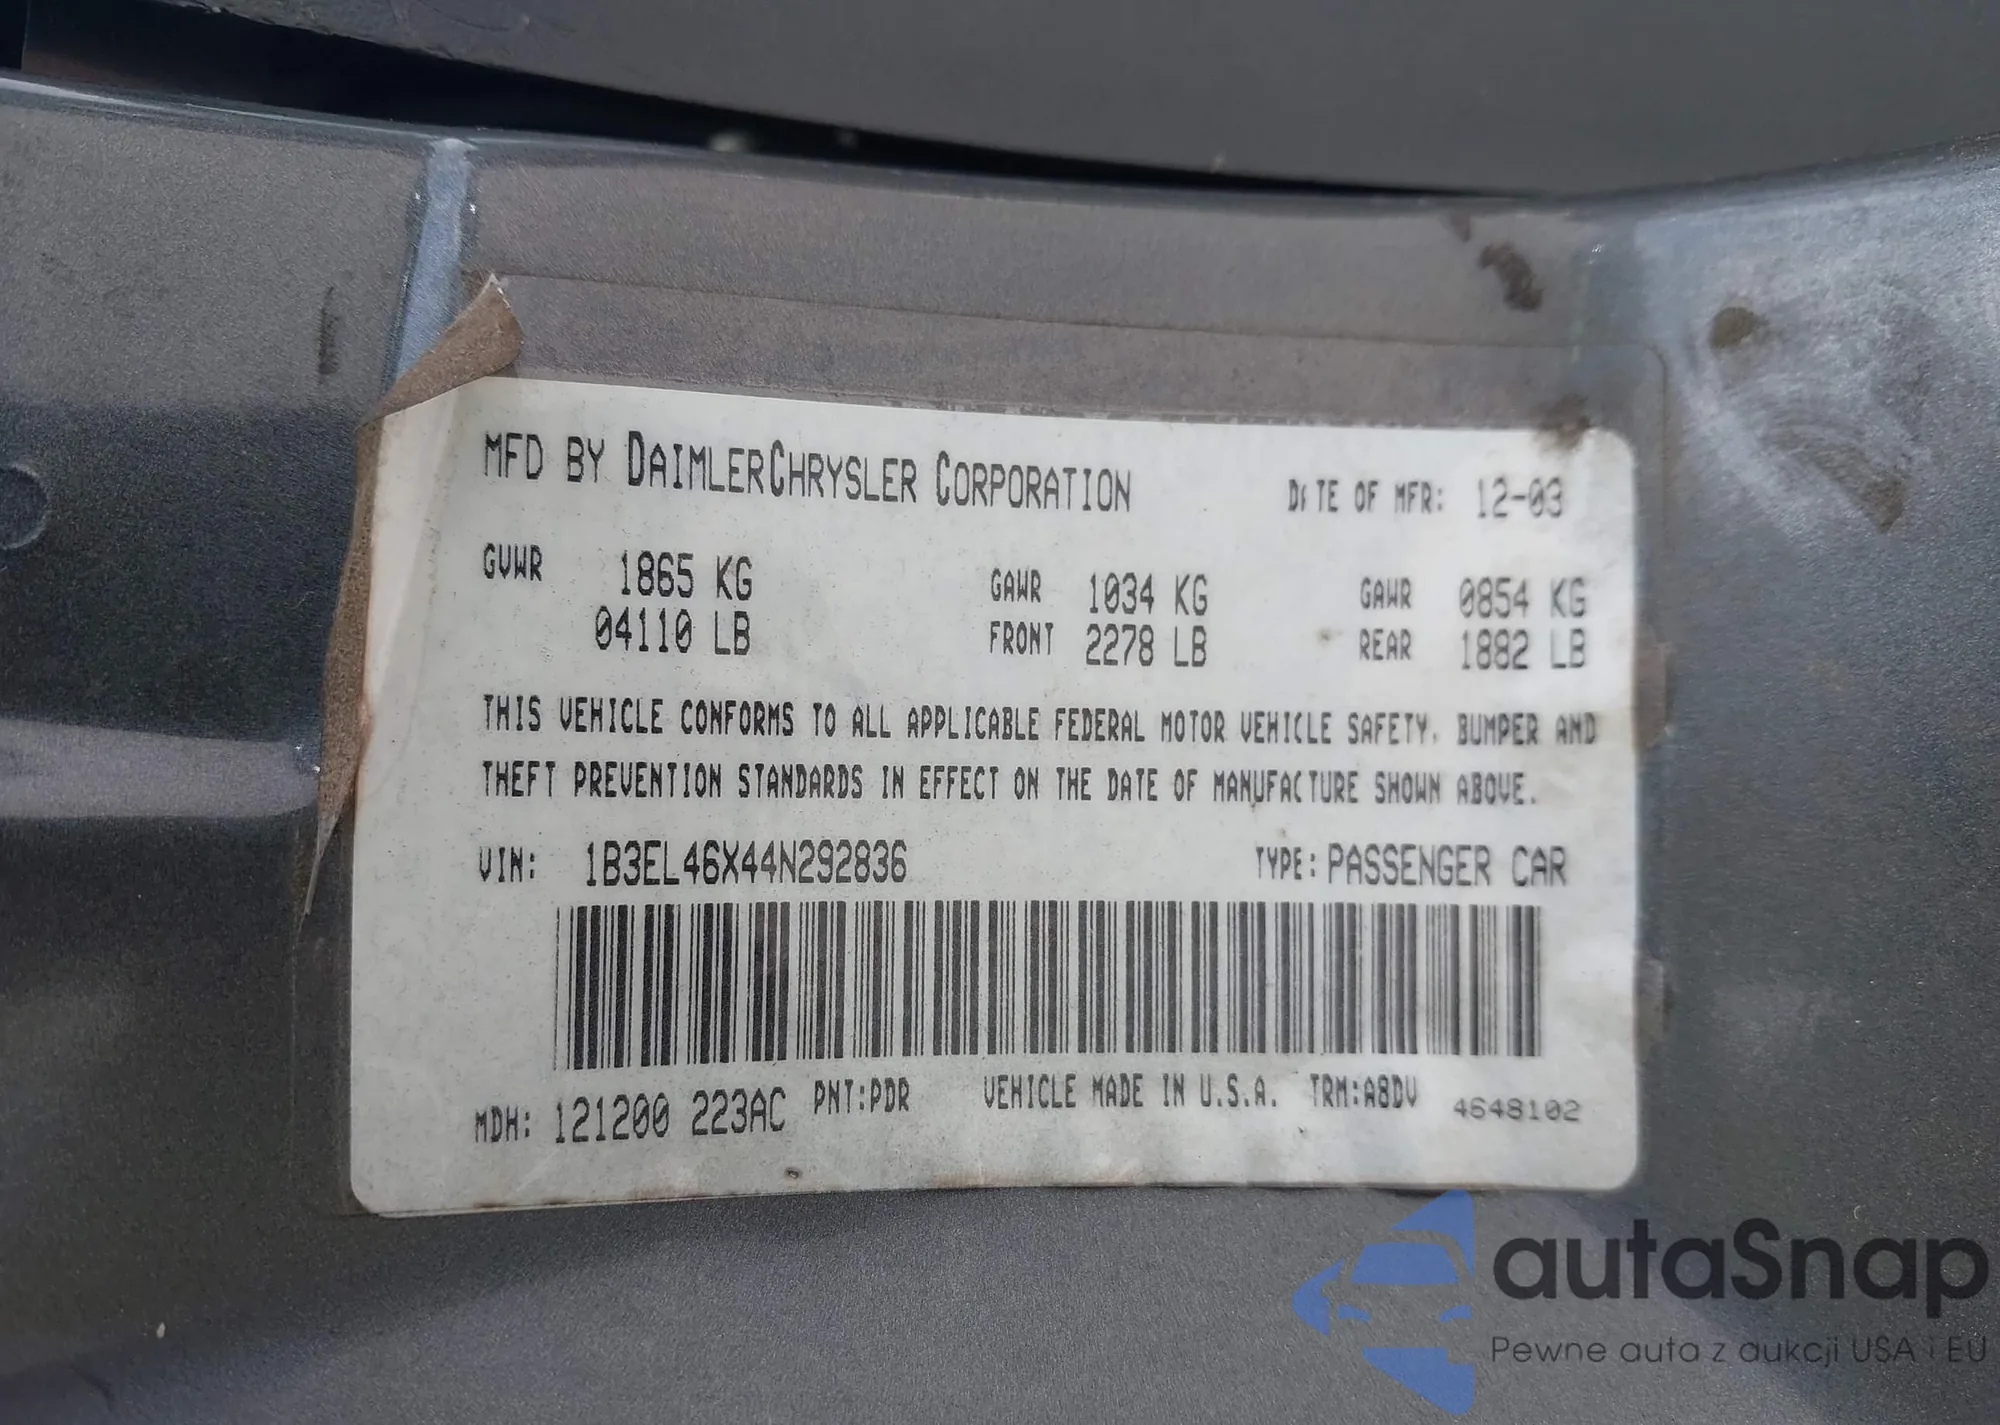 MFD BY DAIMLERCHRYSLER CORPORATION DATE OF MFR: 12-03
GVWR 1865 KG GAWR 1034 KG GAWR 0854 KG
04110 LB FRONT 2278 LB REAR 1882 LB
THIS VEHICLE CONFORMS TO ALL APPLICABLE FEDERAL MOTOR VEHICLE SAFETY, BUMPER AND
THEFT PREVENTION STANDARDS IN EFFECT ON THE DATE OF MANUFACTURE SHOWN ABOVE.
VIN: 1B3EL46X44N292836 TYPE: PASSENGER CAR
MDH: 121200 223AC PNT:PDR VEHICLE MADE IN U.S.A. TRM:A8DV 4648102
autaSnap
Pewne auta z aukcji USA i EU